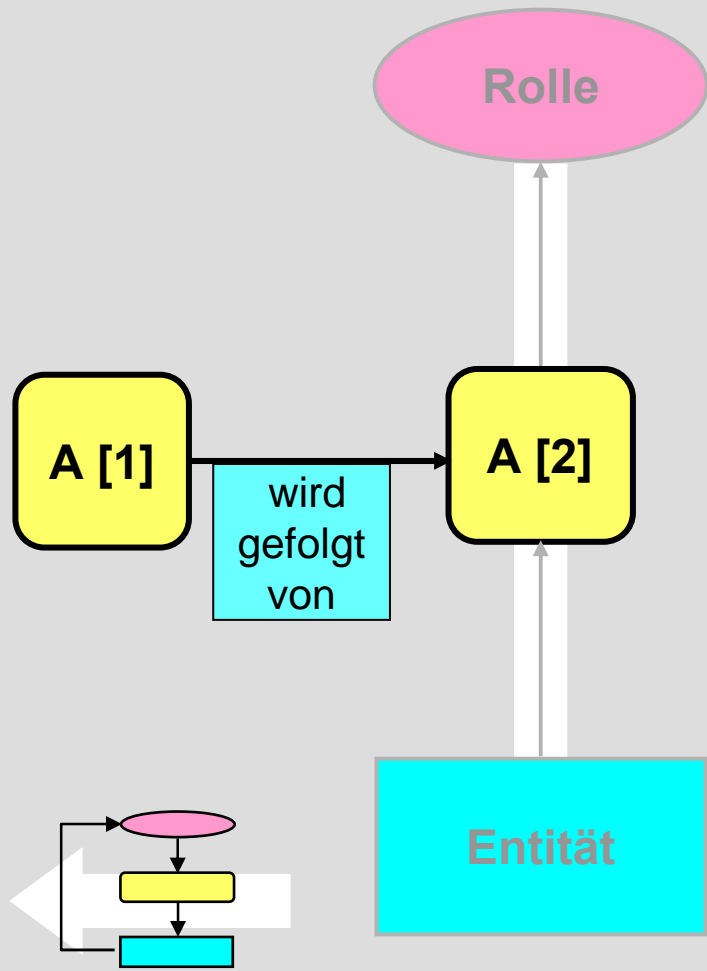 Rolle
A [1]
A [2]
wird
gefolgt
von
Entität